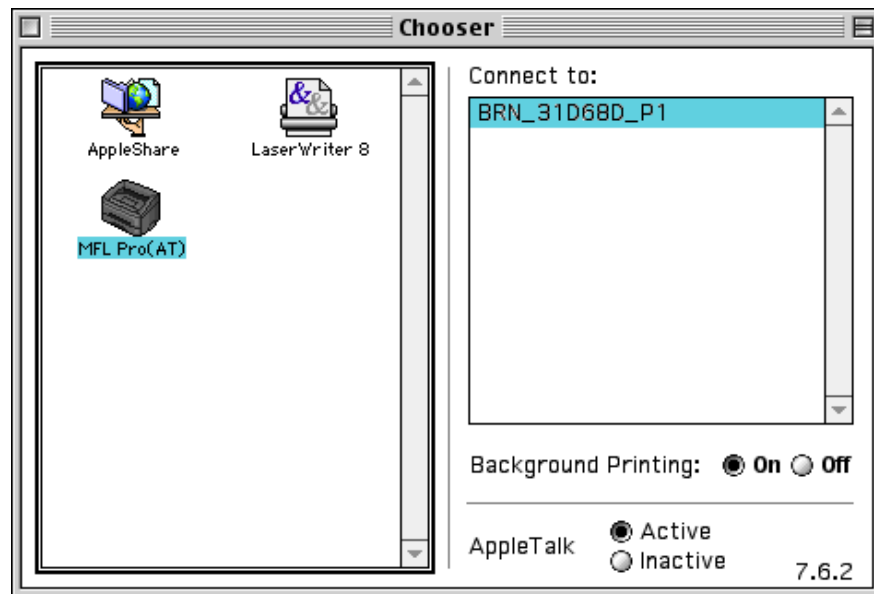 Chooser
AppleShare
LaserWriter 8
MFL Pro(AT)
Connect to:
BRN_31D68D_P1
Background Printing: On Off
AppleTalk
Active
Inactive
7.6.2